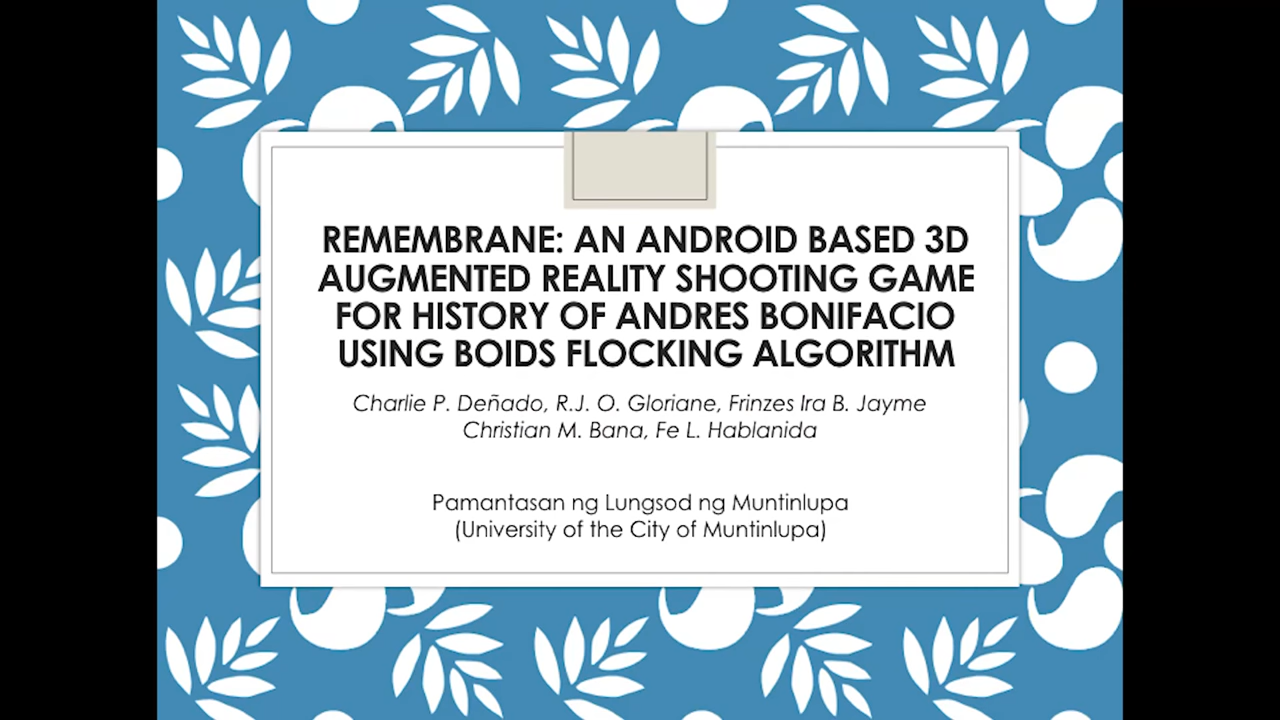 REMEMBRANE: AN ANDROID BASED 3D
AUGMENTED REALITY SHOOTING GAME
FOR HISTORY OF ANDRES BONIFACIO
USING BOIDS FLOCKING ALGORITHM
Charlie P. Deñado, R.J. O. Gloriane, Frinzes Ira B. Jayme
Christian M. Bana, Fe L. Hablanida
Pamantasan ng Lungsod ng Muntinlupa
(University of the City of Muntinlupa)